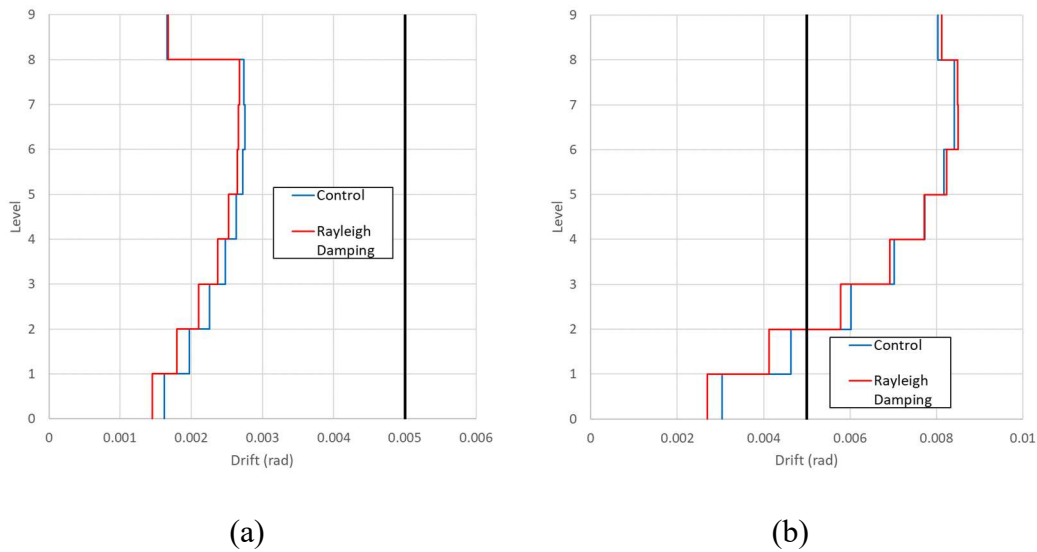 9
8
7
6
5
4
3
2
1
0
Level
0
0.001
0.002
0.003
0.004
0.005
0.006
Drift (rad)
Control
Rayleigh
Damping
(a)
9
8
7
6
5
4
3
2
1
0
Level
0
0.002
0.004
0.006
0.008
0.01
Drift (rad)
Control
Rayleigh
Damping
(b)